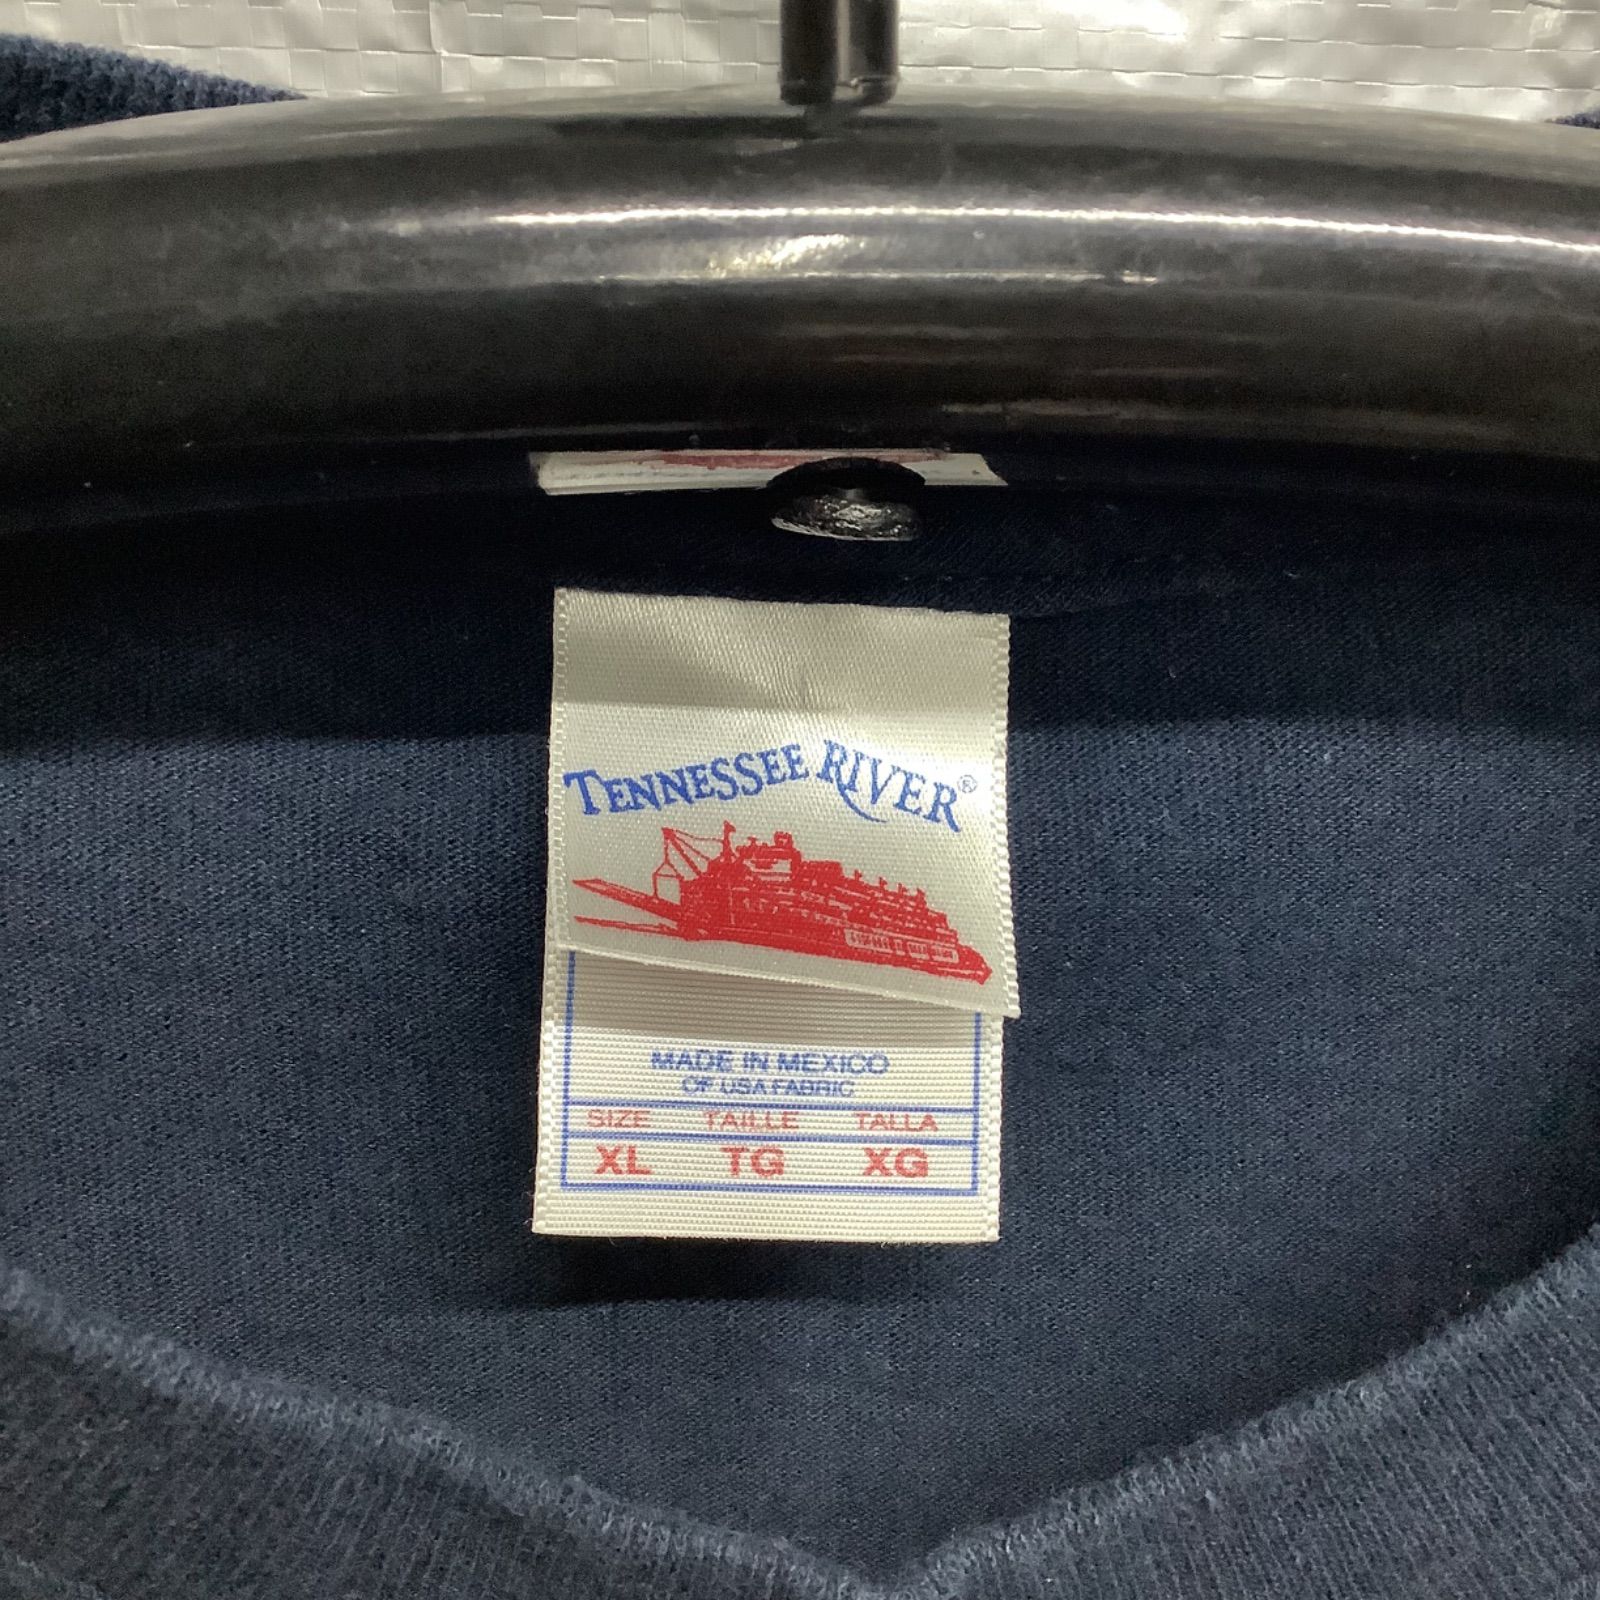 TENNESSEE RIVER®
MADE IN MEXICO
OF USA FABRIC
SIZE TAILLE TALLA
XL TG XG